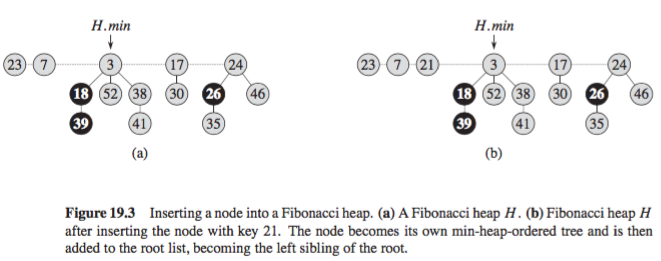 H.min H.min
23 7 3 17 24 23 7 21 3 17 24
18 52 38 30 26 46 18 52 38 30 26 46
39 41 35 39 41 35
(a) (b)
Figure 19.3 Inserting a node into a Fibonacci heap. (a) A Fibonacci heap H. (b) Fibonacci heap H
after inserting the node with key 21. The node becomes its own min-heap-ordered tree and is then
added to the root list, becoming the left sibling of the root.